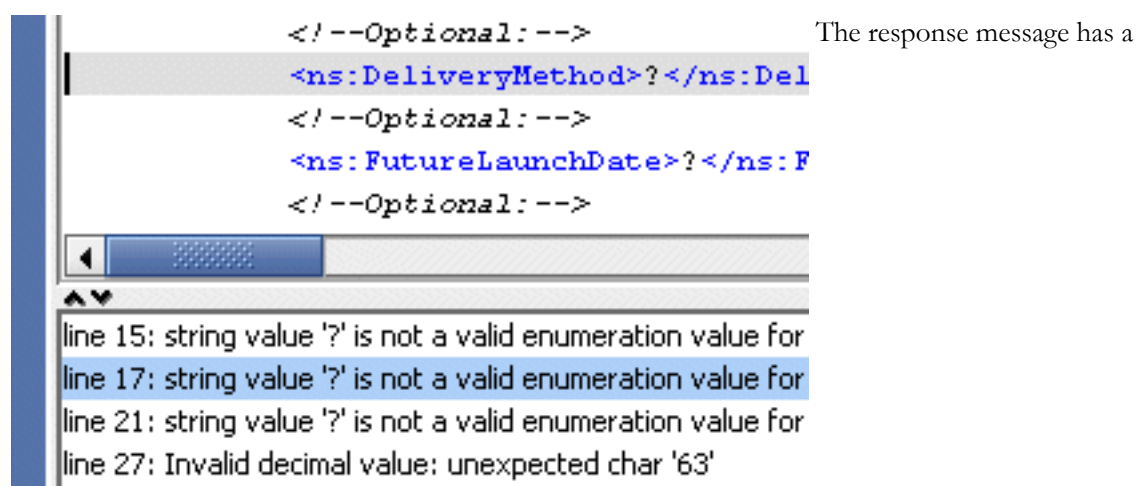 <!--Optional:-->
The response message has a
<ns:DeliveryMethod>?</ns:Del
<!--Optional:-->
<ns:FutureLaunchDate>?</ns:F
<!--Optional:-->
line 15: string value '?' is not a valid enumeration value for
line 17: string value '?' is not a valid enumeration value for
line 21: string value '?' is not a valid enumeration value for
line 27: Invalid decimal value: unexpected char '63'